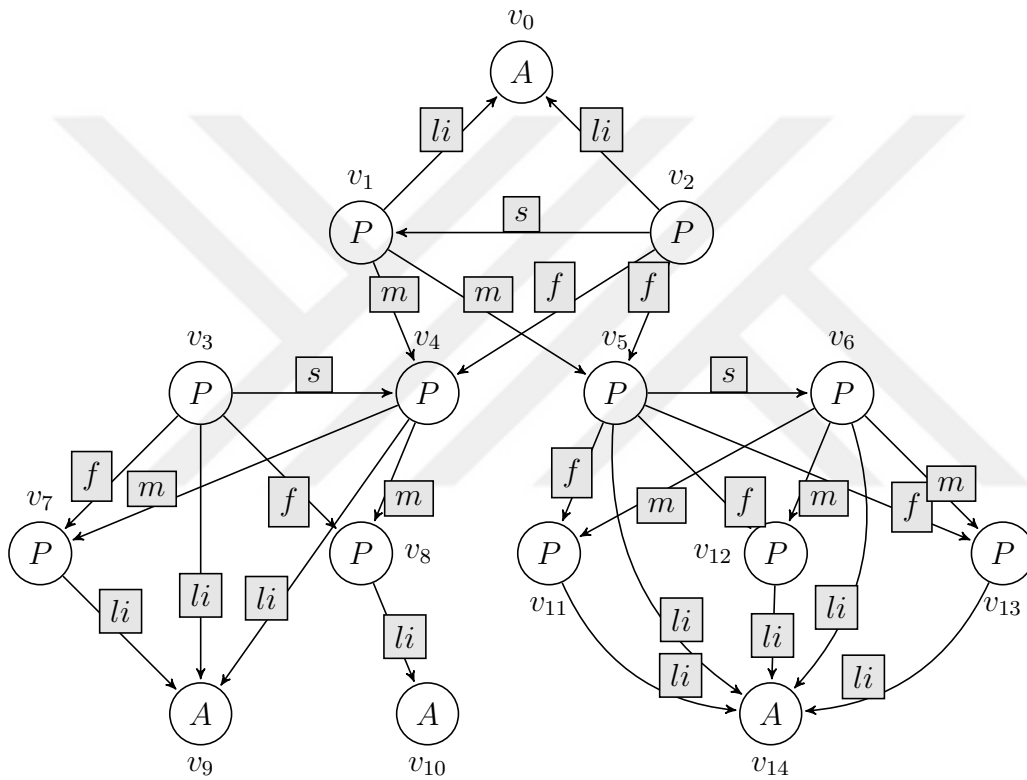 v0
A
li li
v1 v2
P s P
m m f f
v3 v4 v5 v6
P s P P s P
f m f m f m f m f m
v7 v8 v11 v12 v13
P P P P P
li li li li li li li li li
A A A
v9 v10 v14